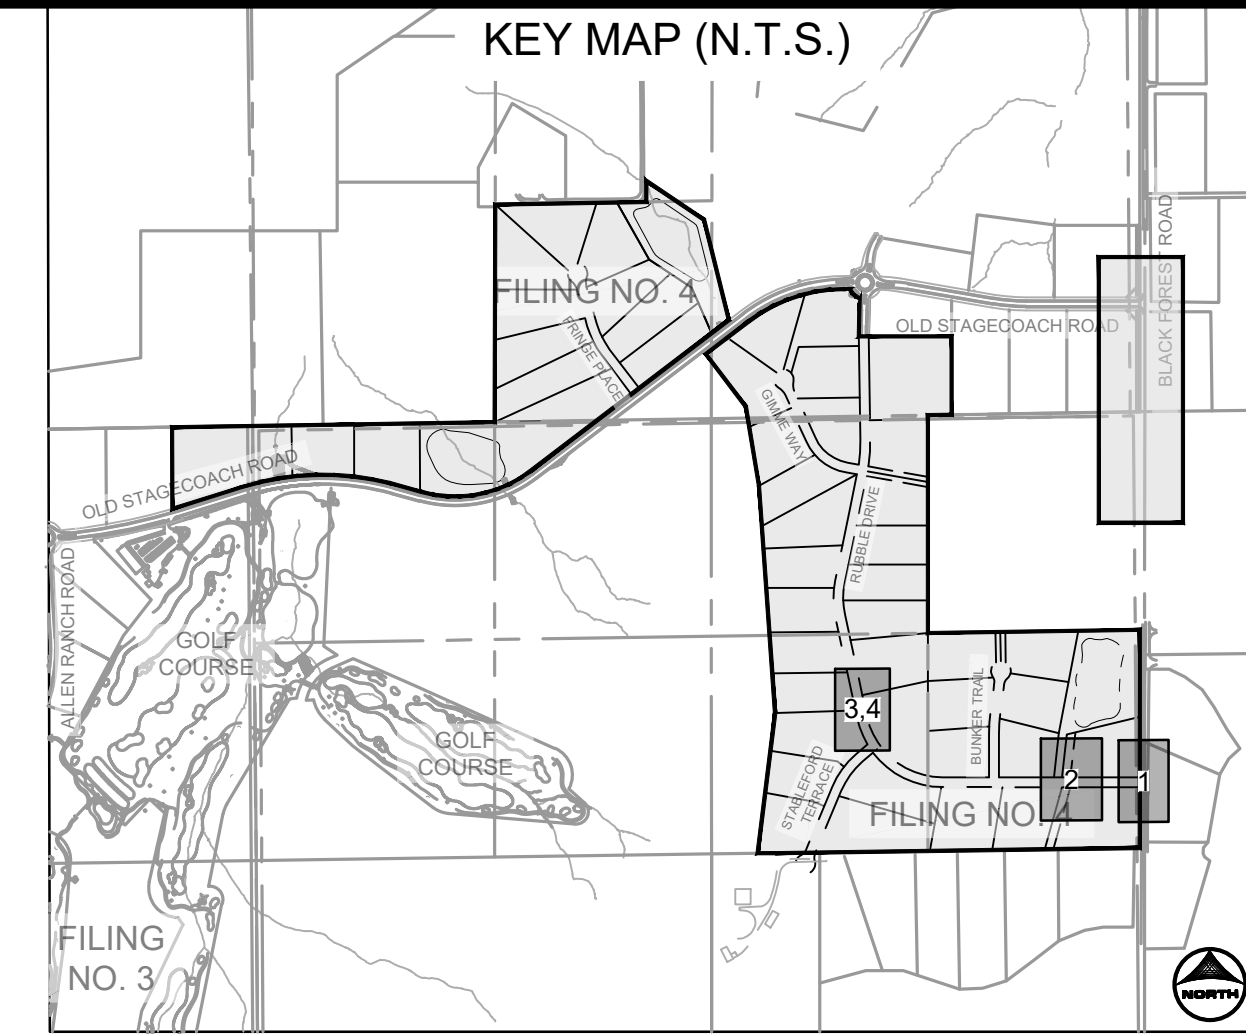 KEY MAP (N.T.S.)
BLACK FOREST ROAD
FILING NO. 4
OLD STAGECOACH ROAD
FRINGE PLACE
GIMME WAY
OLD STAGECOACH ROAD
RUBBLE DRIVE
ALLEN RANCH ROAD
GOLF
COURSE
BUNKER TRAIL
3,4
GOLF
COURSE
STABLEFORD
TERRACE
2
1
FILING NO. 4
FILING
NO. 3
NORTH